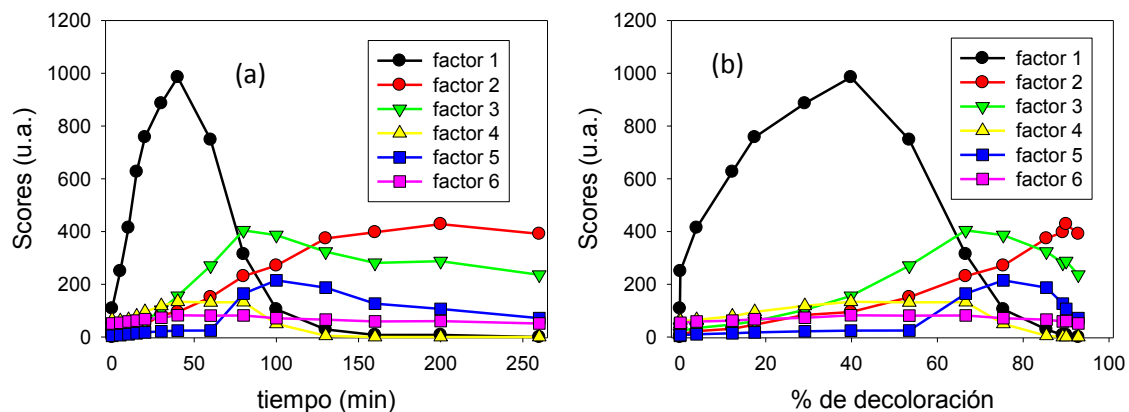 1200
1000
800
600
400
200
0
Scores (u.a.)
(a)
factor 1
factor 2
factor 3
factor 4
factor 5
factor 6
0 50 100 150 200 250
tiempo (min)
1200
1000
800
600
400
200
0
Scores (u.a.)
(b)
factor 1
factor 2
factor 3
factor 4
factor 5
factor 6
0 20 40 60 80 100
% de decoloración